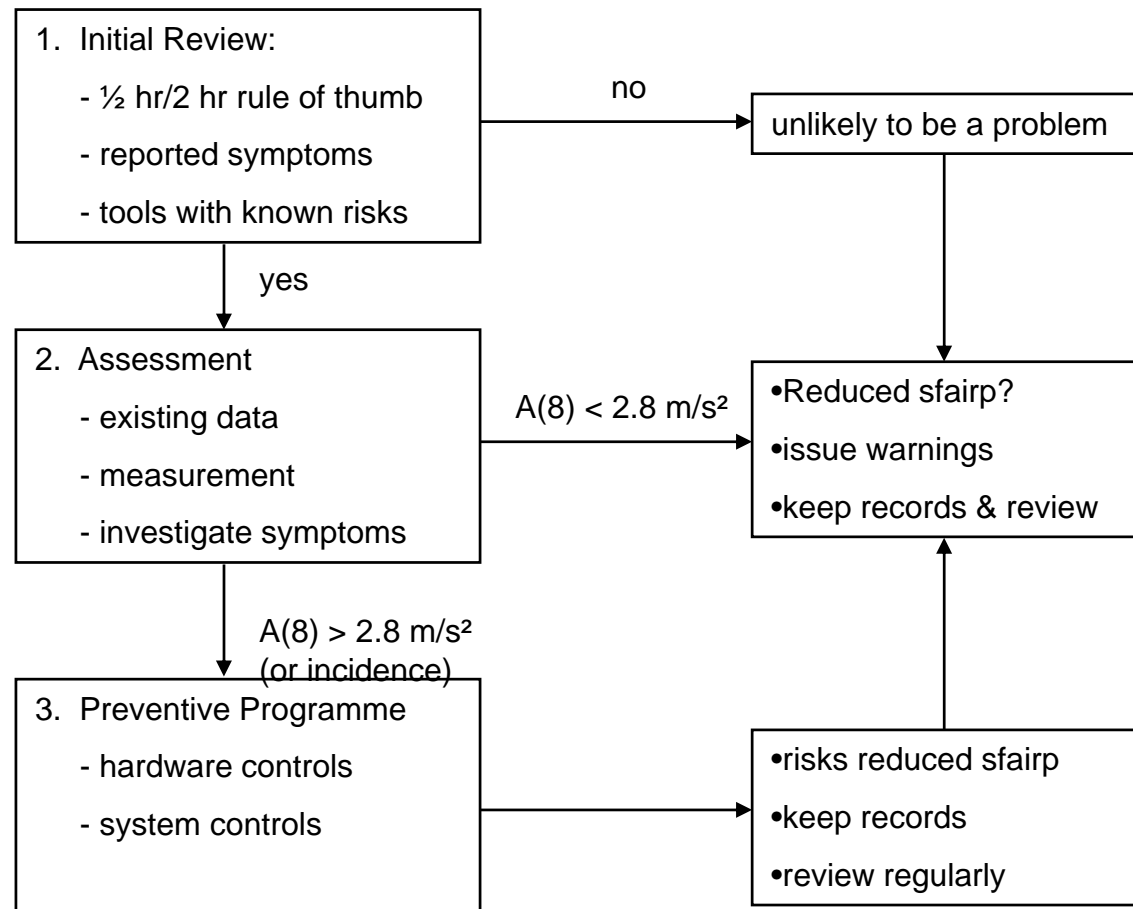 1. Initial Review:
- ½ hr/2 hr rule of thumb
- reported symptoms
- tools with known risks
no
unlikely to be a problem
yes
2. Assessment
- existing data
- measurement
- investigate symptoms
A(8) < 2.8 m/s²
•Reduced sfairp?
•issue warnings
•keep records & review
A(8) > 2.8 m/s²
(or incidence)
3. Preventive Programme
- hardware controls
- system controls
•risks reduced sfairp
•keep records
•review regularly